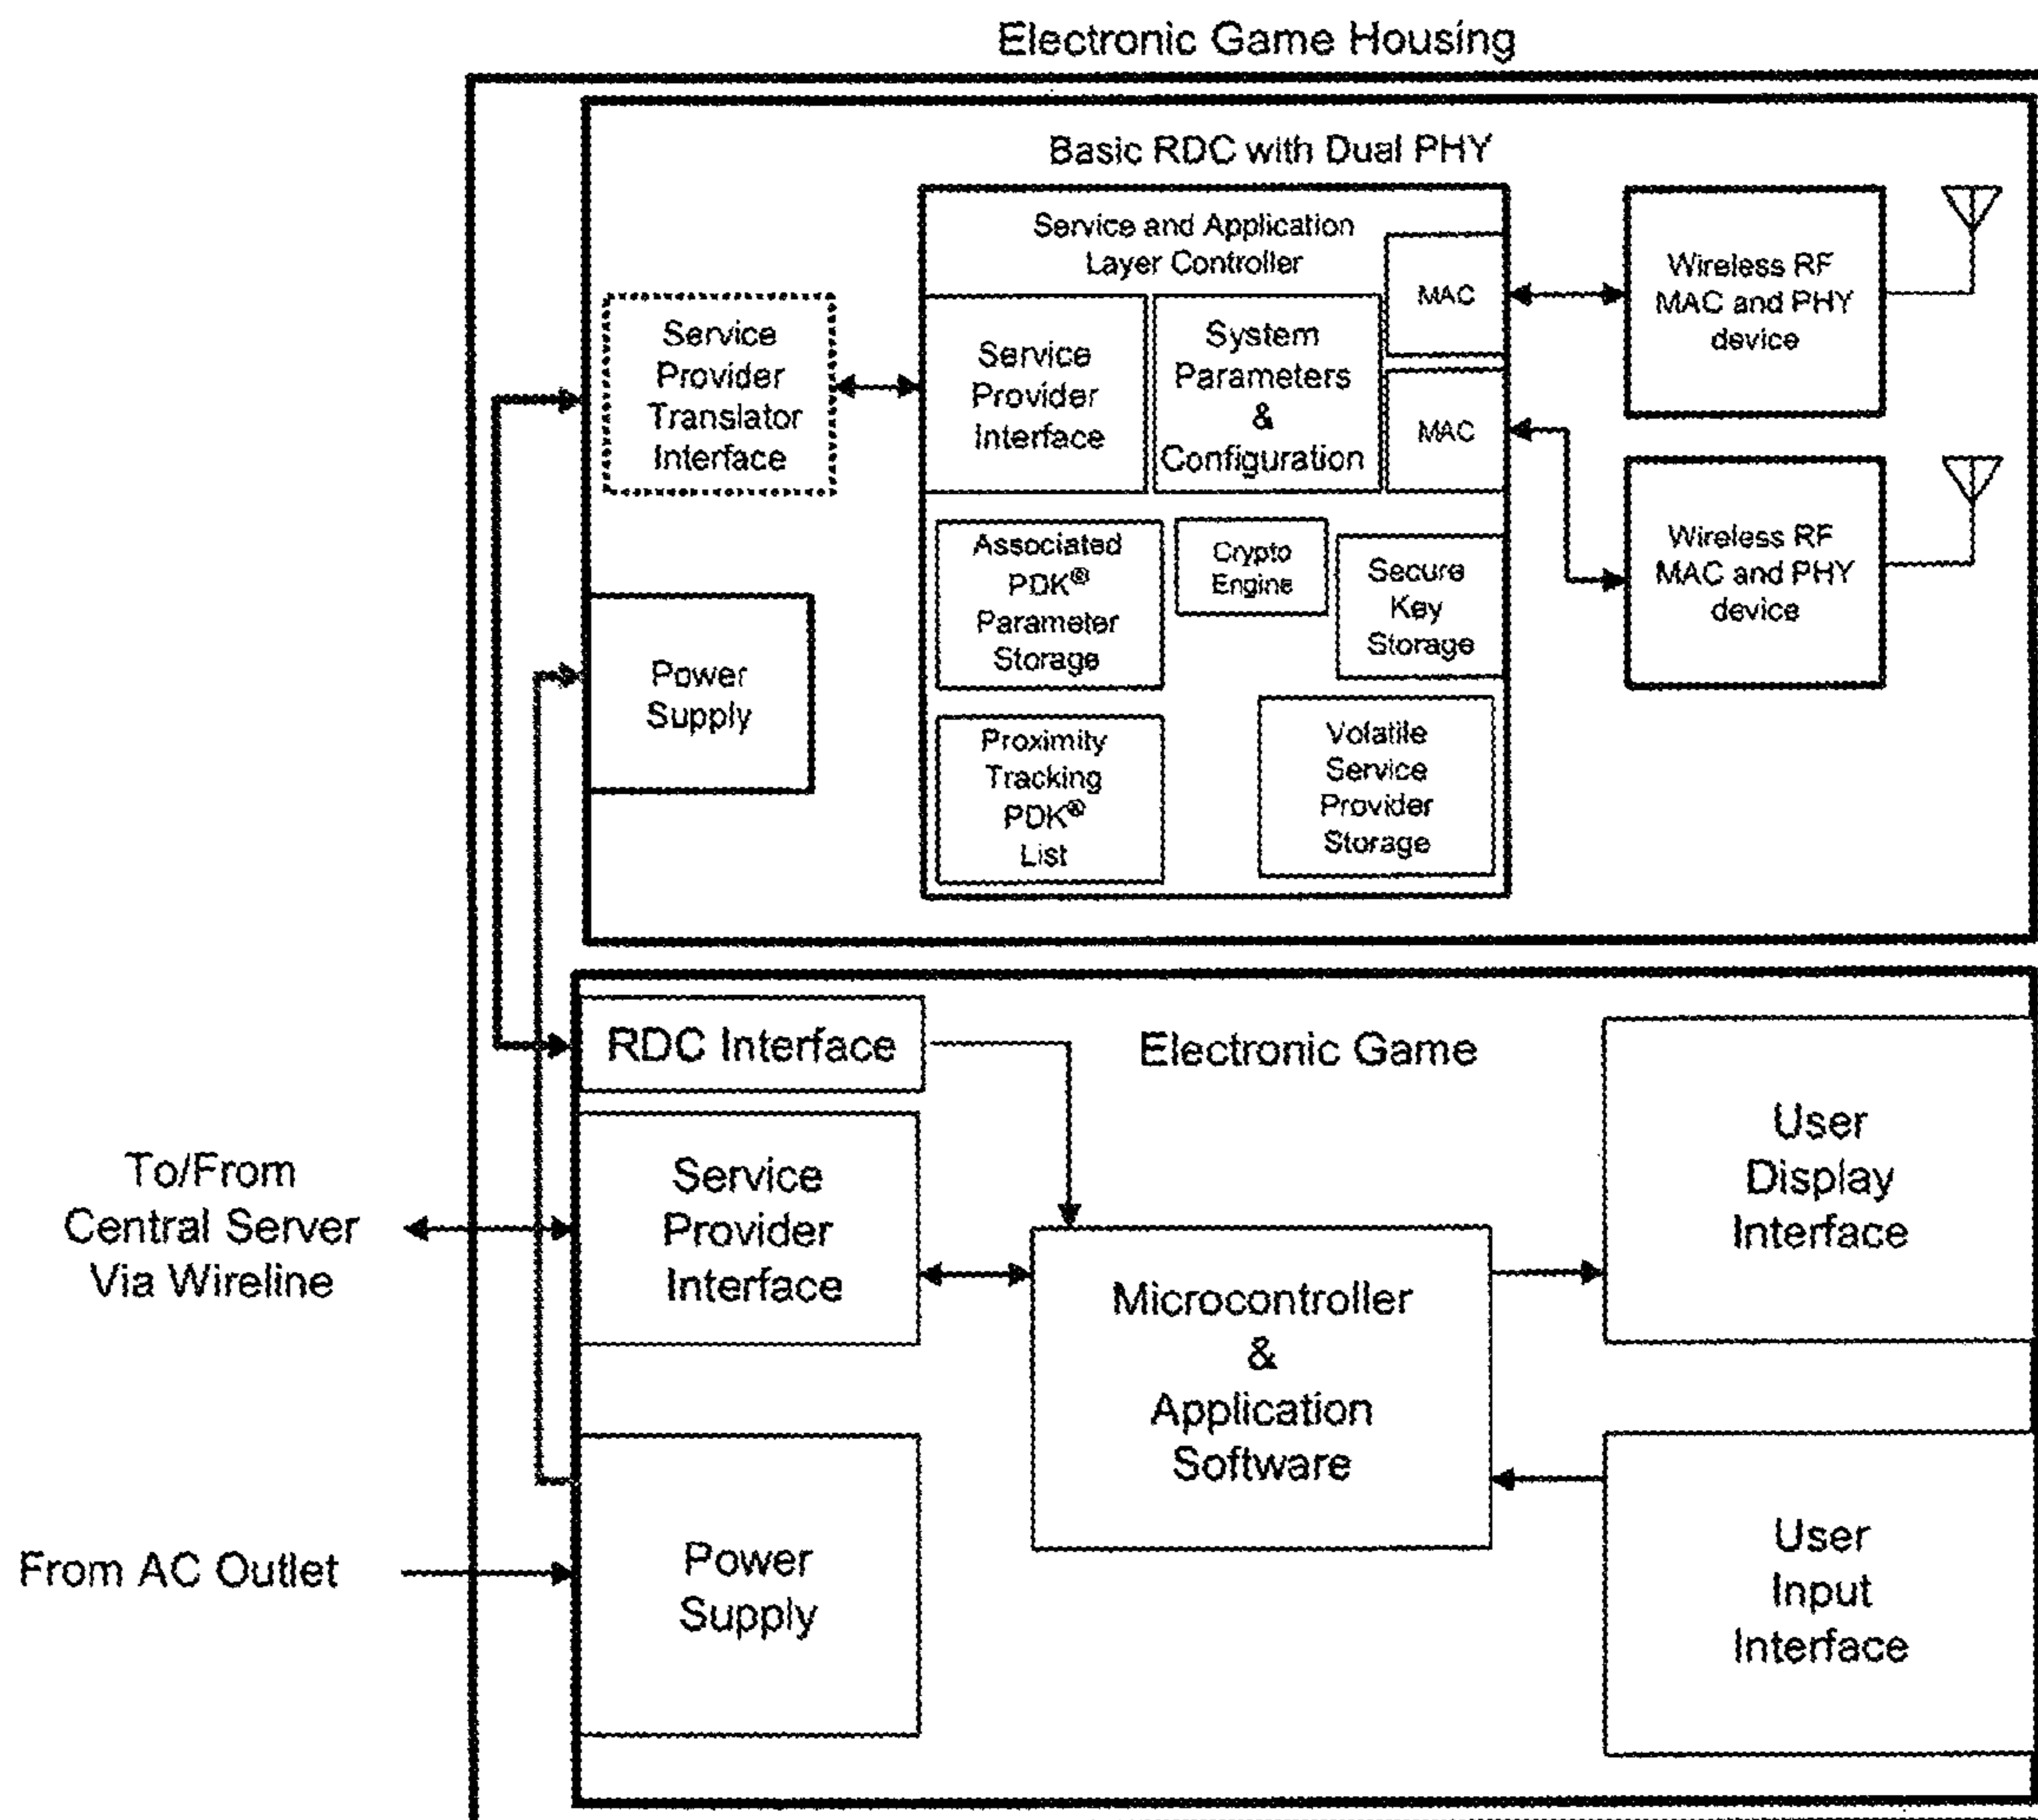 Electronic Game Housing
Basic RDC with Dual PHY
Service and Application
Layer Controller
MAC
Wireless RF
MAC and PHY
device
Service
Provider
Translator
Interface
Service
Provider
Interface
System
Parameters
&
Configuration
MAC
Wireless RF
MAC and PHY
device
Associated
PDK®
Parameter
Storage
Crypto
Engine
Secure
Key
Storage
Power
Supply
Proximity
Tracking
PDK®
List
Volatile
Service
Provider
Storage
RDC Interface
Electronic Game
User
Display
Interface
To/From
Central Server
Via Wireline
Service
Provider
Interface
Microcontroller
&
Application
Software
From AC Outlet
Power
Supply
User
Input
Interface